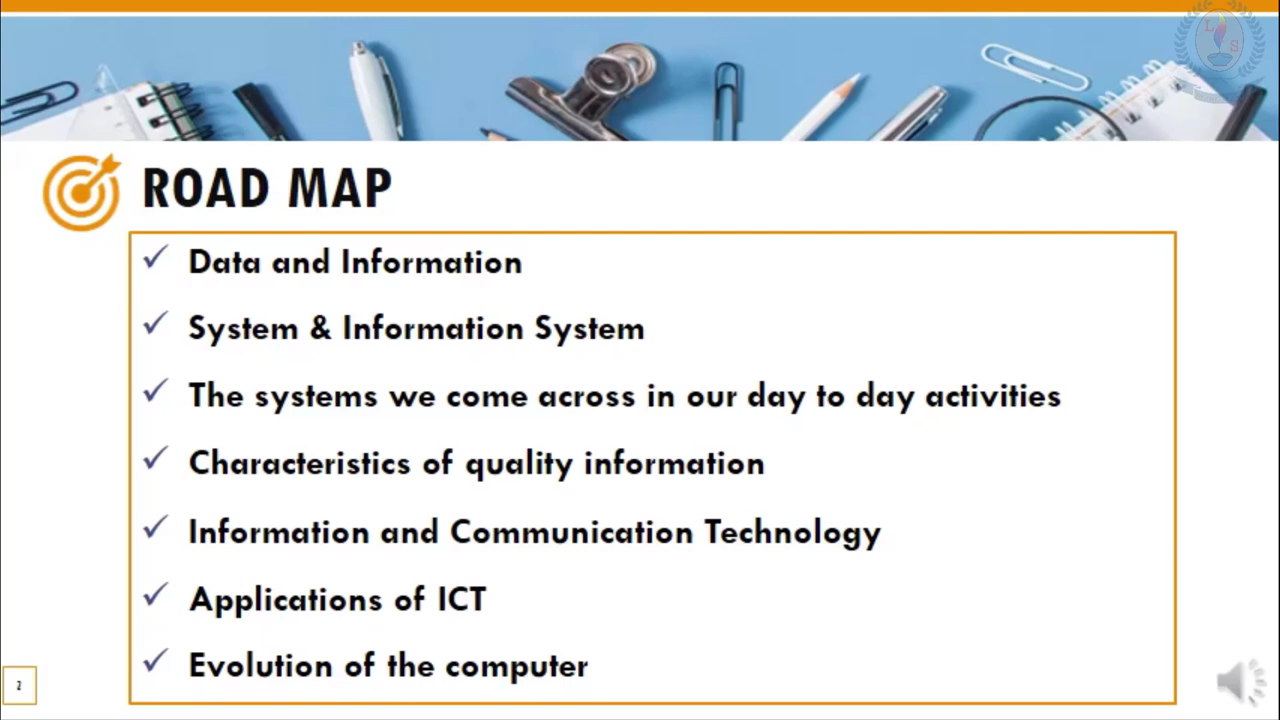 L
S
ROAD MAP
Data and Information
System & Information System
The systems we come across in our day to day activities
Characteristics of quality information
Information and Communication Technology
Applications of ICT
Evolution of the computer
2